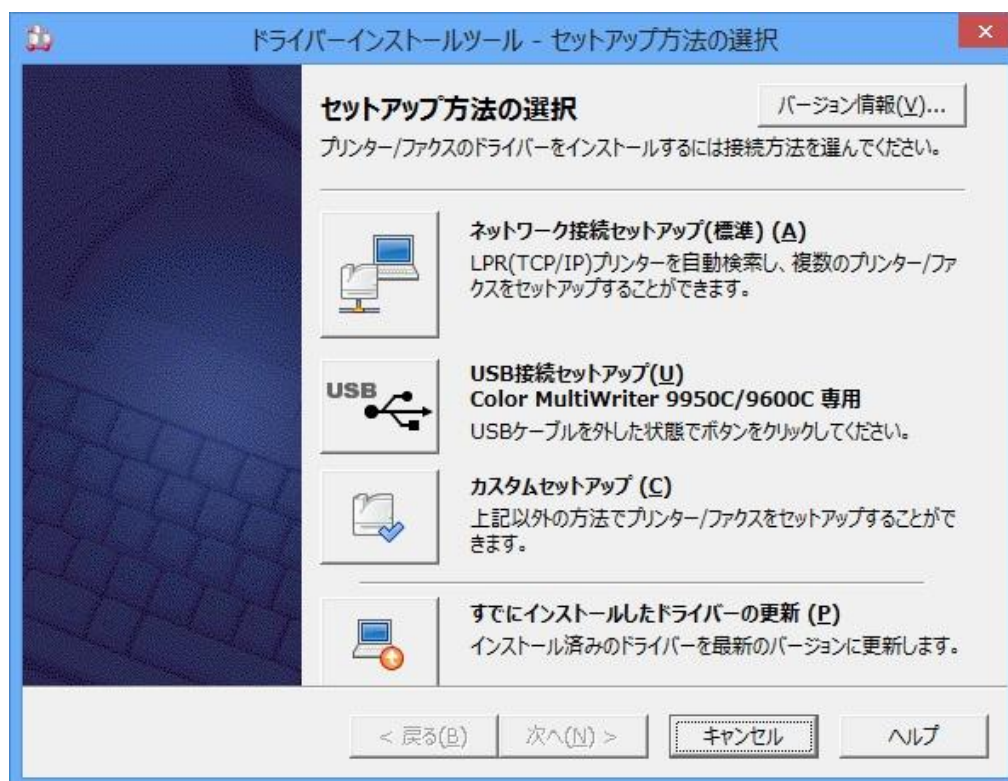 ドライバーインストールツール - セットアップ方法の選択
セットアップ方法の選択
バージョン情報(V)...
プリンター/ファクスのドライバーをインストールするには接続方法を選んでください。
ネットワーク接続セットアップ(標準) (A)
LPR(TCP/IP)プリンターを自動検索し、複数のプリンター/ファ
クスをセットアップすることができます。
USB
USB接続セットアップ(U)
Color MultiWriter 9950C/9600C 専用
USBケーブルを外した状態でボタンをクリックしてください。
カスタムセットアップ (C)
上記以外の方法でプリンター/ファクスをセットアップすることがで
きます。
すでにインストールしたドライバーの更新 (P)
インストール済みのドライバーを最新のバージョンに更新します。
< 戻る(B)
次へ(N) >
キャンセル
ヘルプ